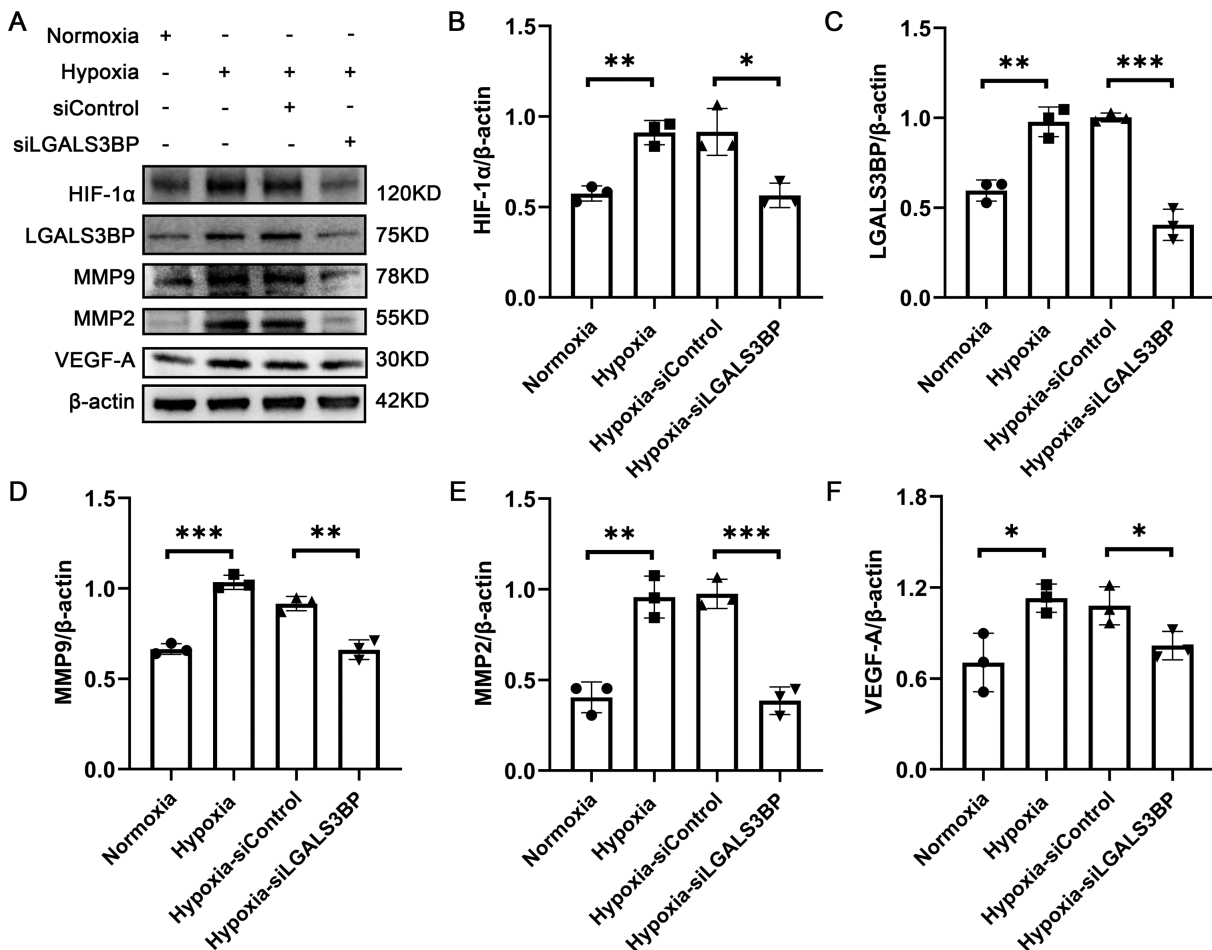 A
Normoxia + - - -
Hypoxia - + + +
siControl - - + -
siLGALS3BP - - - +
HIF-1α 120KD
LGALS3BP 75KD
MMP9 78KD
MMP2 55KD
VEGF-A 30KD
β-actin 42KD
B
HIF-1α/β-actin
1.5
1.0
0.5
0.0
** *
Normoxia
Hypoxia
Hypoxia-siControl
Hypoxia-siLGALS3BP
C
LGALS3BP/β-actin
1.5
1.0
0.5
0.0
** ***
Normoxia
Hypoxia
Hypoxia-siControl
Hypoxia-siLGALS3BP
D
MMP9/β-actin
1.5
1.0
0.5
0.0
*** **
Normoxia
Hypoxia
Hypoxia-siControl
Hypoxia-siLGALS3BP
E
MMP2/β-actin
1.5
1.0
0.5
0.0
** ***
Normoxia
Hypoxia
Hypoxia-siControl
Hypoxia-siLGALS3BP
F
VEGF-A/β-actin
1.8
1.2
0.6
0.0
* *
Normoxia
Hypoxia
Hypoxia-siControl
Hypoxia-siLGALS3BP